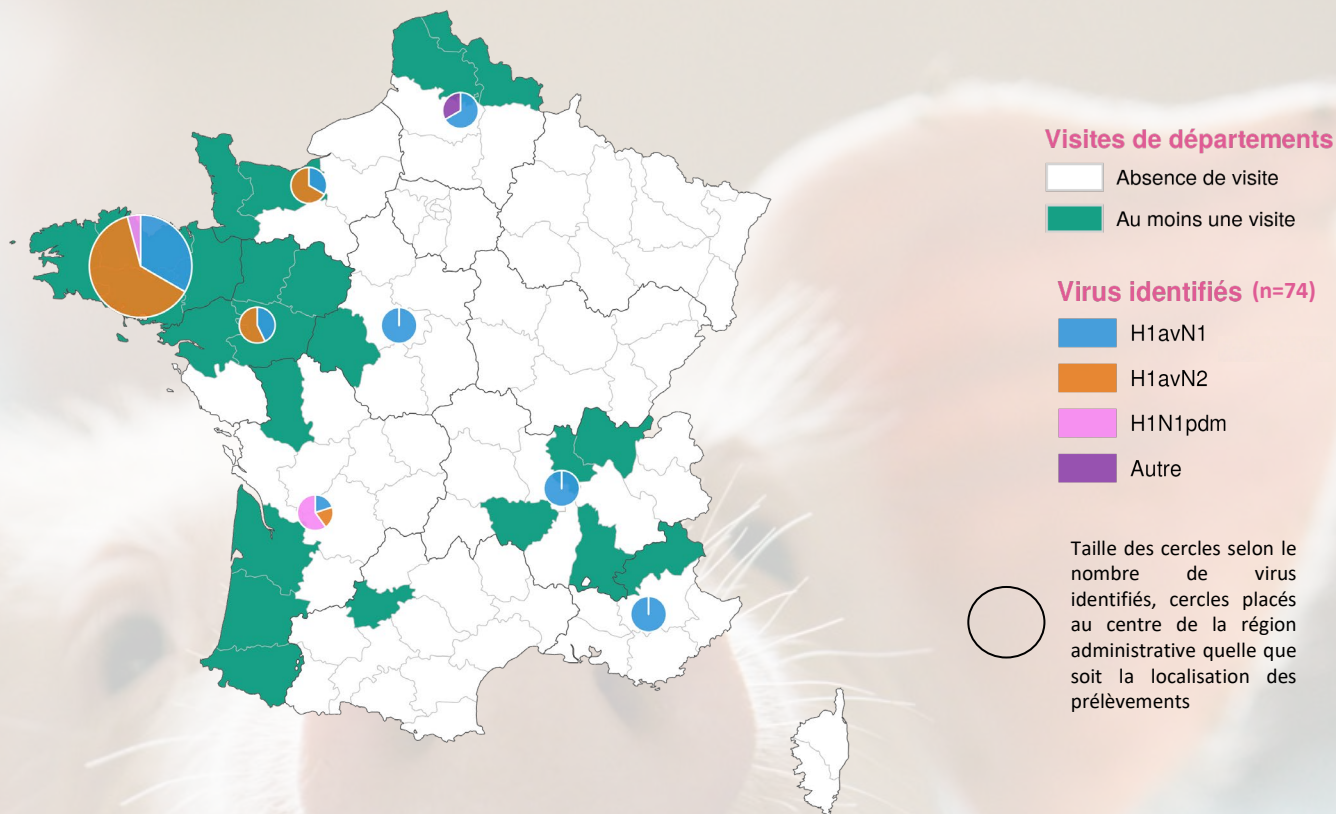 Visites de départements
Absence de visite
Au moins une visite
Virus identifiés (n=74)
H1avN1
H1avN2
H1N1pdm
Autre
Taille des cercles selon le
nombre de virus
identifiés, cercles placés
au centre de la région
administrative quelle que
soit la localisation des
prélèvements